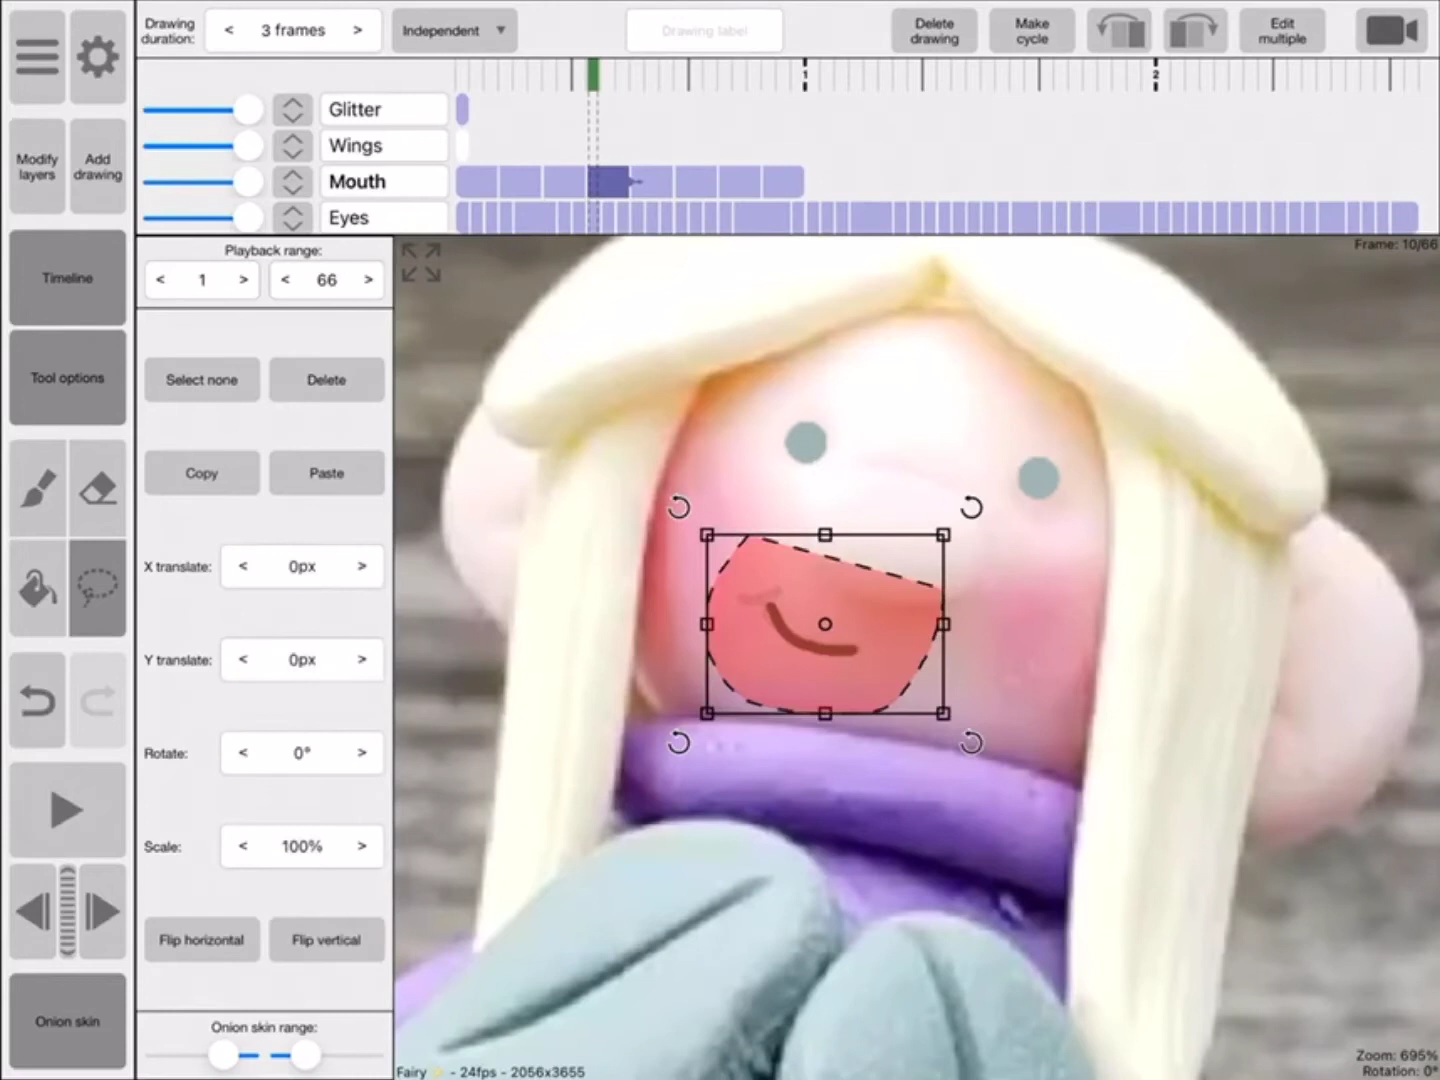 Drawing
duration:
< 3 frames >
Independent
Drawing label
Delete
drawing
Make
cycle
Edit
multiple
1
2
Glitter
Wings
Mouth
Eyes
Modify
layers
Add
drawing
Timeline
Tool options
Onion skin
Playback range:
< 1 >
< 66 >
Select none
Delete
Copy
Paste
X translate:
< 0px >
Y translate:
< 0px >
Rotate:
< 0° >
Scale:
< 100% >
Flip horizontal
Flip vertical
Onion skin range:
Frame: 10/66
Fairy ✨ - 24fps - 2056x3655
Zoom: 695%
Rotation: 0°